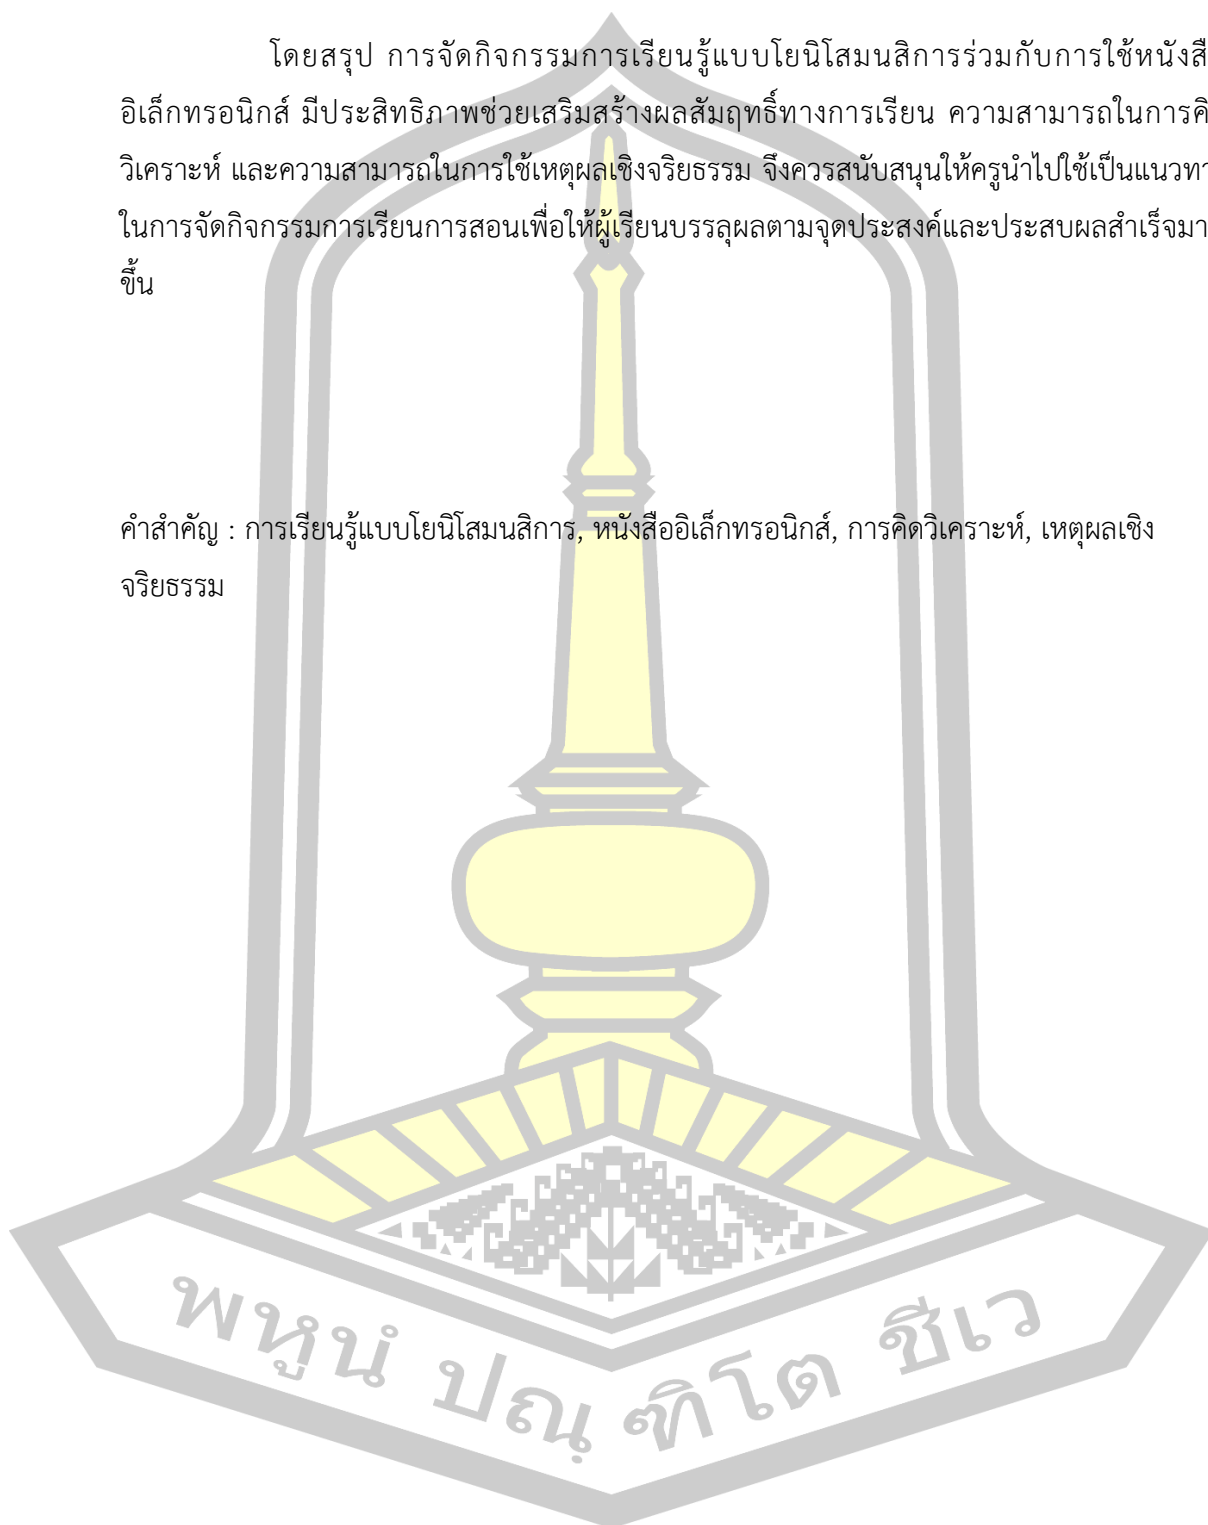 โดยสรุป การจัดกิจกรรมการเรียนรู้แบบโยนิโสมนสิการร่วมกับการใช้หนังสื
อิเล็กทรอนิกส์ มีประสิทธิภาพช่วยเสริมสร้างผลสัมฤทธิ์ทางการเรียน ความสามารถในการคิ
วิเคราะห์ และความสามารถในการใช้เหตุผลเชิงจริยธรรม จึงควรสนับสนุนให้ครูนำไปใช้เป็นแนวทา
ในการจัดกิจกรรมการเรียนการสอนเพื่อให้ผู้เรียนบรรลุผลตามจุดประสงค์และประสบผลสำเร็จมา
ขึ้น
คำสำคัญ : การเรียนรู้แบบโยนิโสมนสิการ, หนังสืออิเล็กทรอนิกส์, การคิดวิเคราะห์, เหตุผลเชิง
จริยธรรม
พหูนํ ปณฺฑิโต ชีเว